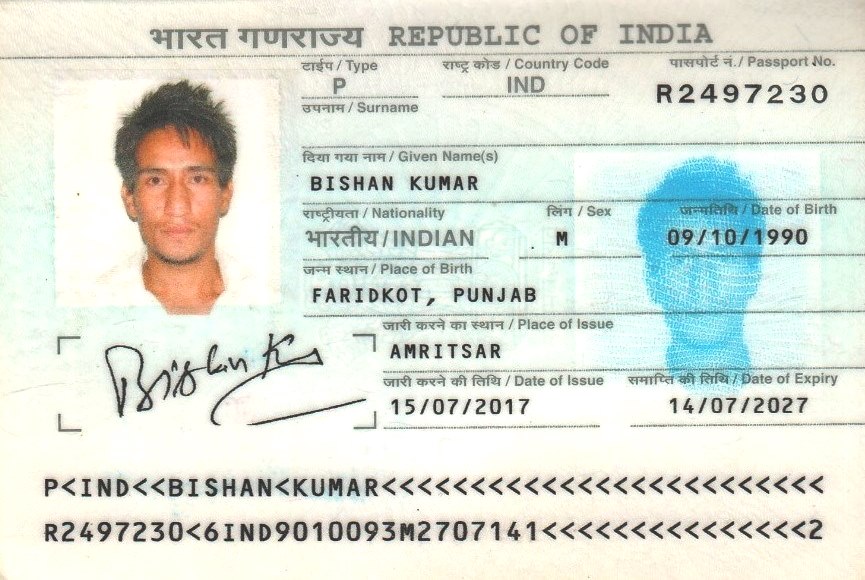 भारत गणराज्य REPUBLIC OF INDIA
टाईप / Type राष्ट्र कोड / Country Code पासपोर्ट नं. / Passport No.
P IND R2497230
उपनाम / Surname
दिया गया नाम / Given Name(s)
BISHAN KUMAR
राष्ट्रीयता / Nationality लिंग / Sex जन्मतिथि / Date of Birth
भारतीय / INDIAN M 09/10/1990
जन्म स्थान / Place of Birth
FARIDKOT, PUNJAB
जारी करने का स्थान / Place of Issue
AMRITSAR
जारी करने की तिथि / Date of Issue समाप्ति की तिथि / Date of Expiry
15/07/2017 14/07/2027
Bishan Ku
P<IND<<BISHAN<KUMAR<<<<<<<<<<<<<<<<<<<<<<<<<
R2497230<6IND9010093M2707141<<<<<<<<<<<<<<<2